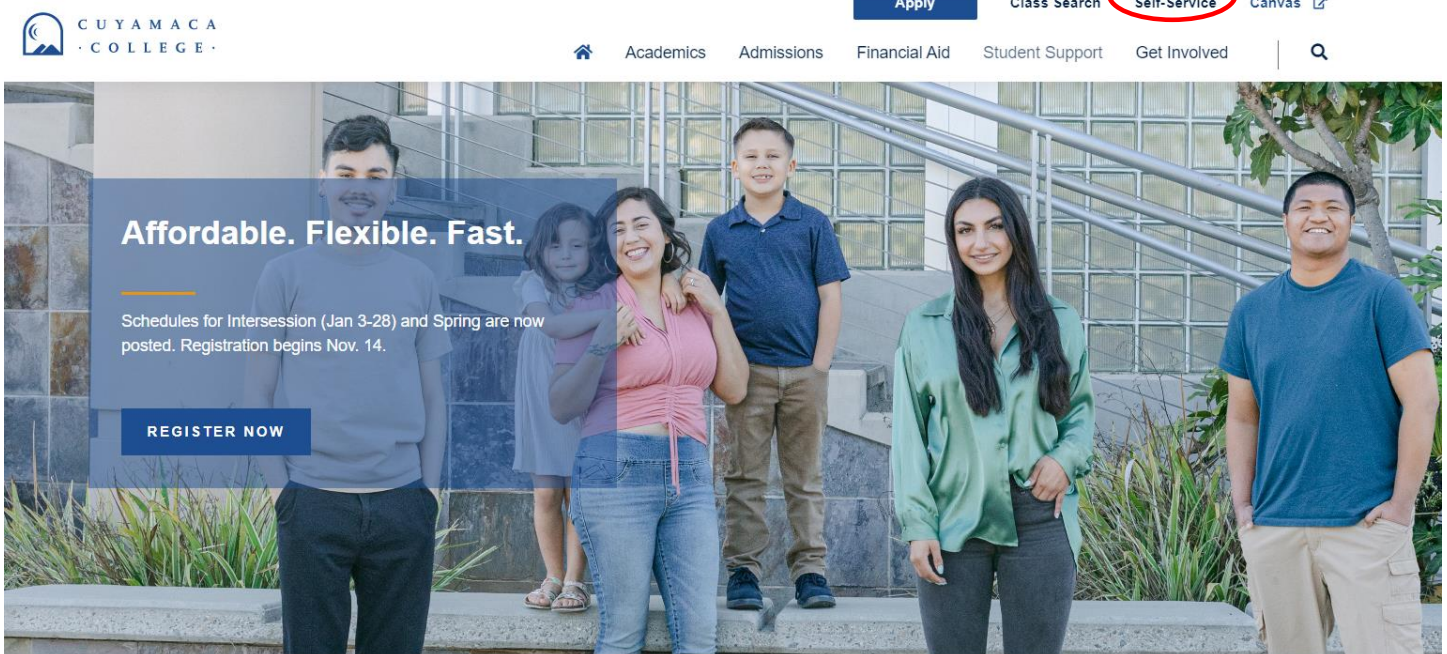 Apply Class Search Self-Service Canvas
CUYAMACA
·COLLEGE·
Academics Admissions Financial Aid Student Support Get Involved
Affordable. Flexible. Fast.
Schedules for Intersession (Jan 3-28) and Spring are now
posted. Registration begins Nov. 14.
REGISTER NOW